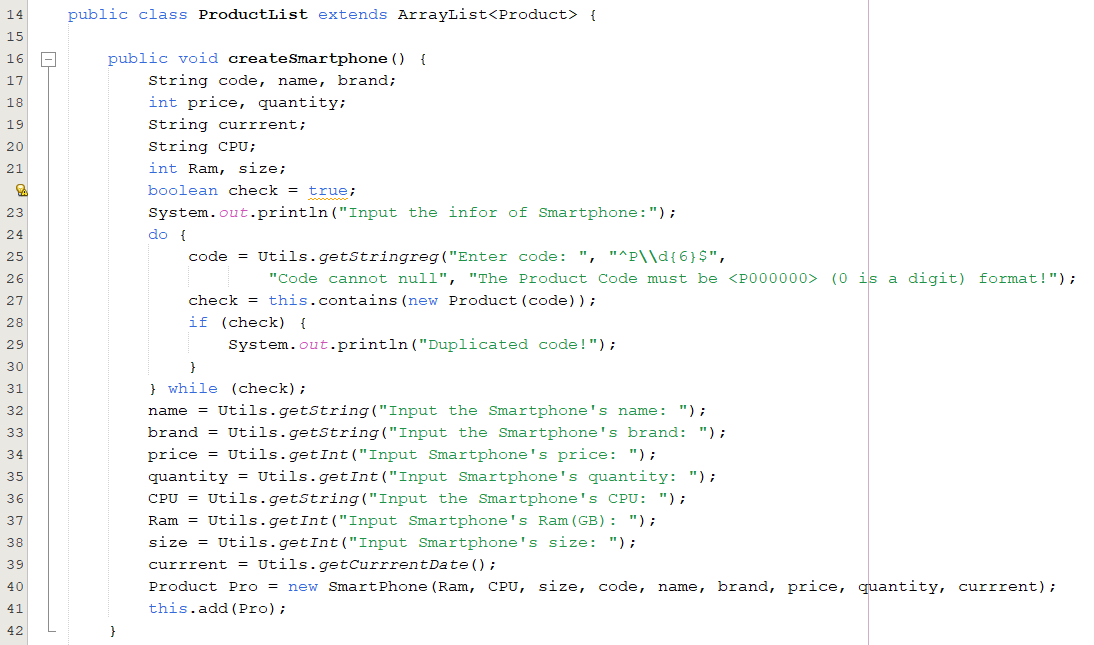 14 public class ProductList extends ArrayList<Product> {
15
16 public void createSmartphone() {
17 String code, name, brand;
18 int price, quantity;
19 String currrent;
20 String CPU;
21 int Ram, size;
boolean check = true;
23 System.out.println("Input the infor of Smartphone:");
24 do {
25 code = Utils.getStringreg("Enter code: ", "^P\\d{6}$",
26 "Code cannot null", "The Product Code must be <P000000> (0 is a digit) format!");
27 check = this.contains(new Product(code));
28 if (check) {
29 System.out.println("Duplicated code!");
30 }
31 } while (check);
32 name = Utils.getString("Input the Smartphone's name: ");
33 brand = Utils.getString("Input the Smartphone's brand: ");
34 price = Utils.getInt("Input Smartphone's price: ");
35 quantity = Utils.getInt("Input Smartphone's quantity: ");
36 CPU = Utils.getString("Input the Smartphone's CPU: ");
37 Ram = Utils.getInt("Input Smartphone's Ram(GB): ");
38 size = Utils.getInt("Input Smartphone's size: ");
39 currrent = Utils.getCurrrentDate();
40 Product Pro = new SmartPhone(Ram, CPU, size, code, name, brand, price, quantity, currrent);
41 this.add(Pro);
42 }